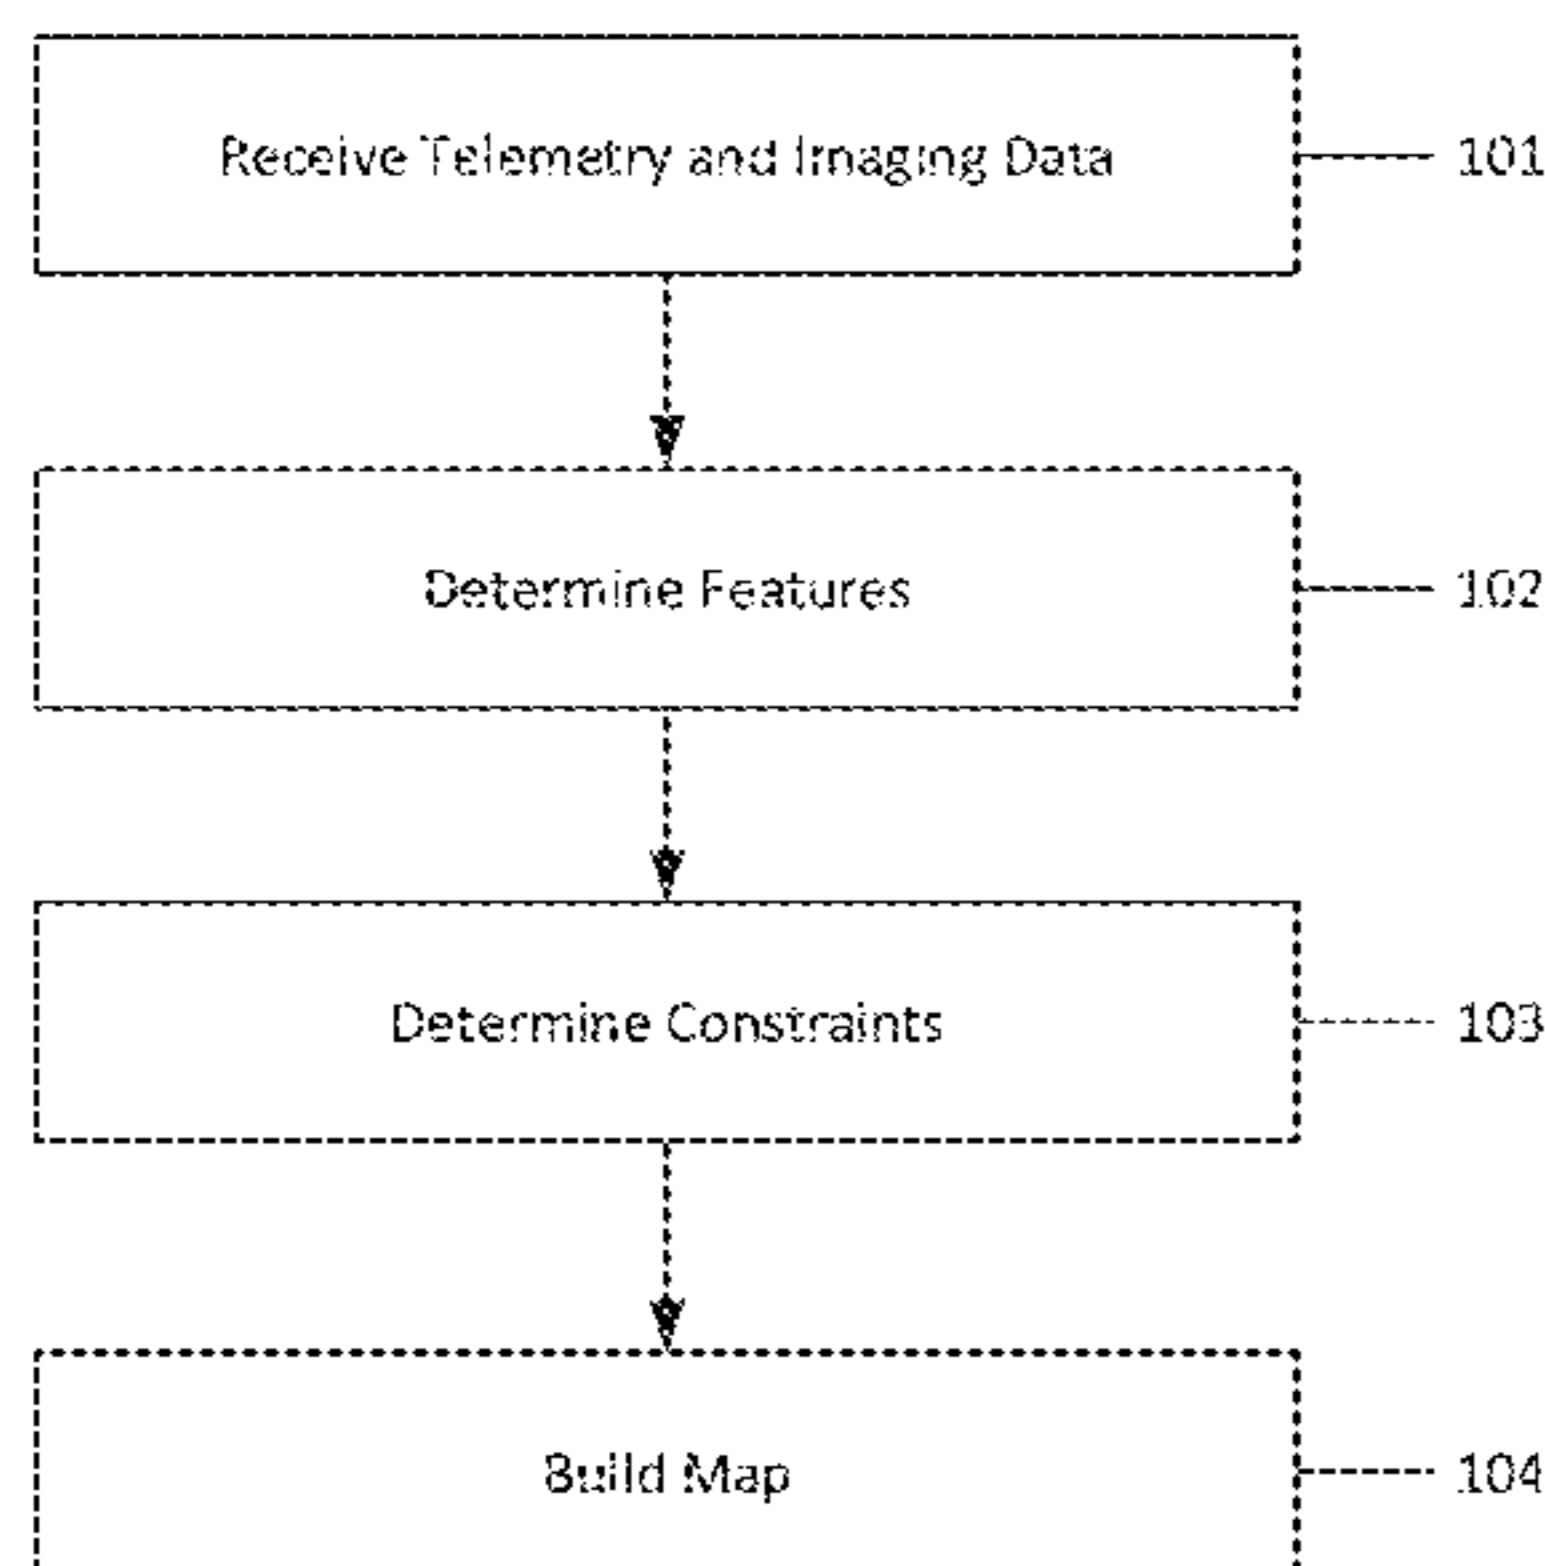 Receive Telemetry and Imaging Data
101
Determine Features
102
Determine Constraints
103
Build Map
104